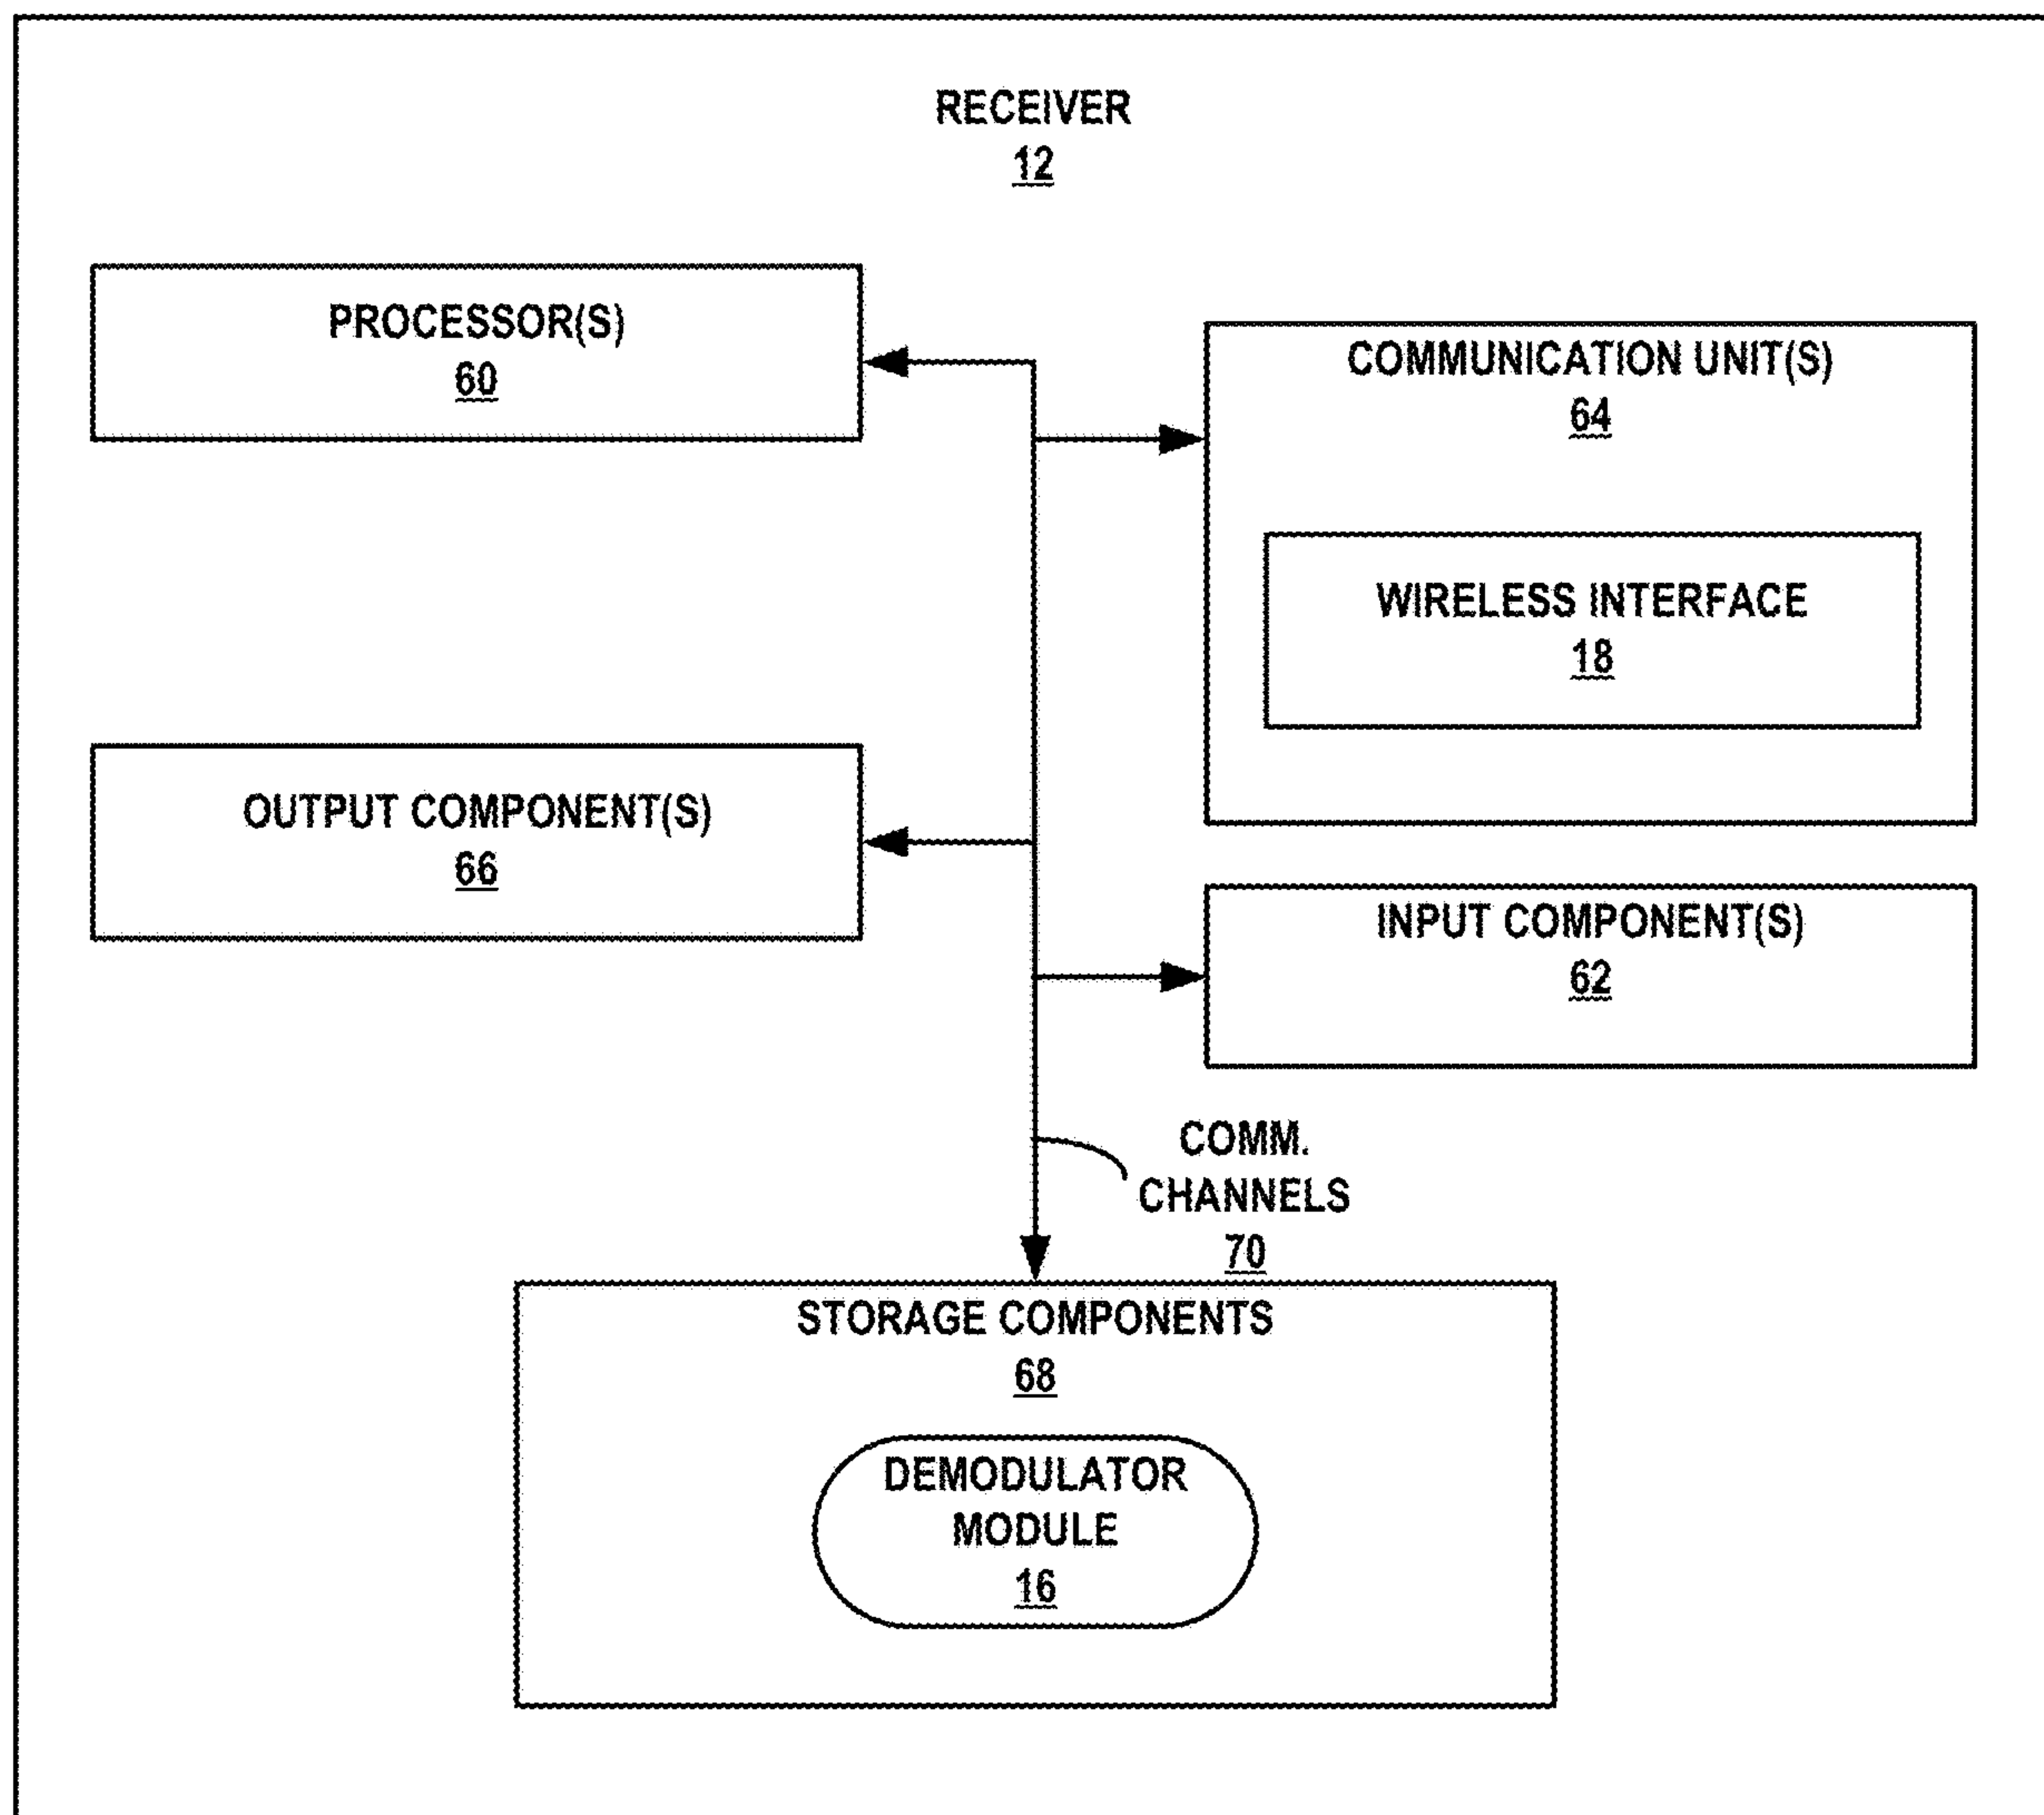 RECEIVER
12
PROCESSOR(S)
60
COMMUNICATION UNIT(S)
64
WIRELESS INTERFACE
18
OUTPUT COMPONENT(S)
66
INPUT COMPONENT(S)
62
COMM.
CHANNELS
70
STORAGE COMPONENTS
68
DEMODULATOR
MODULE
16